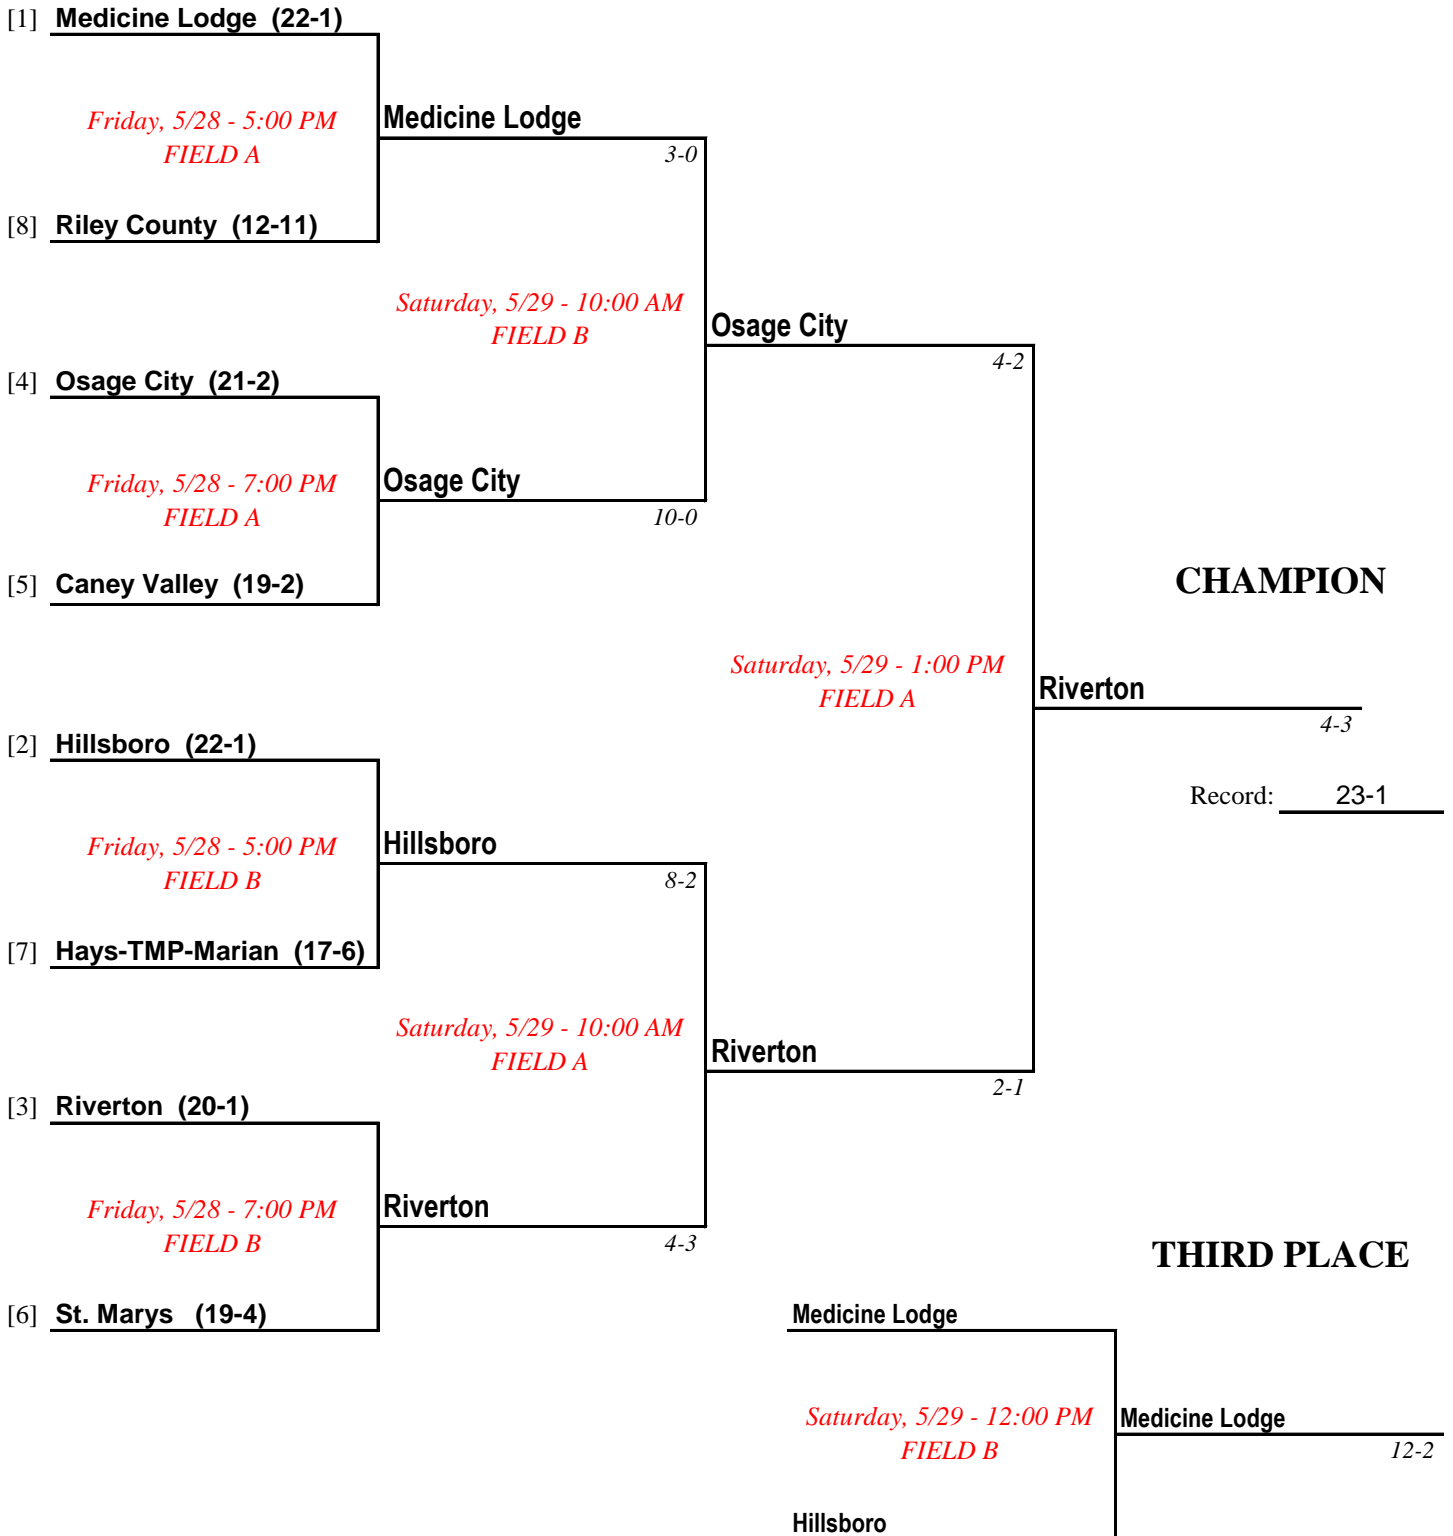 [1] Medicine Lodge (22-1)
Friday, 5/28 - 5:00 PM
FIELD A
Medicine Lodge
3-0
[8] Riley County (12-11)
Saturday, 5/29 - 10:00 AM
FIELD B
Osage City
4-2
[4] Osage City (21-2)
Friday, 5/28 - 7:00 PM
FIELD A
Osage City
10-0
[5] Caney Valley (19-2)
CHAMPION
Saturday, 5/29 - 1:00 PM
FIELD A
Riverton
4-3
Record: 23-1
[2] Hillsboro (22-1)
Friday, 5/28 - 5:00 PM
FIELD B
Hillsboro
8-2
[7] Hays-TMP-Marian (17-6)
Saturday, 5/29 - 10:00 AM
FIELD A
Riverton
2-1
[3] Riverton (20-1)
Friday, 5/28 - 7:00 PM
FIELD B
Riverton
4-3
[6] St. Marys (19-4)
THIRD PLACE
Medicine Lodge
Saturday, 5/29 - 12:00 PM
FIELD B
Medicine Lodge
12-2
Hillsboro